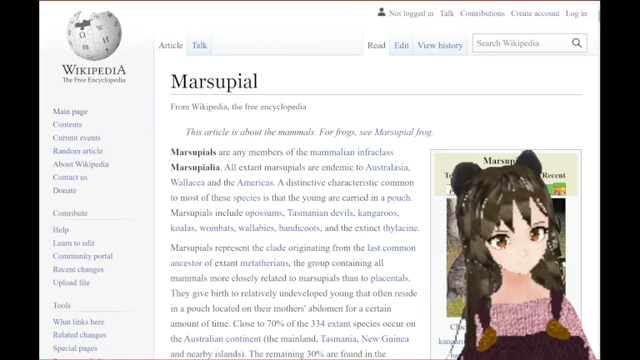 Not logged in Talk Contributions Create account Log in
Article Talk Read Edit View history Search Wikipedia
WIKIPEDIA
The Free Encyclopedia
Main page
Contents
Current events
Random article
About Wikipedia
Contact us
Donate
Contribute
Help
Learn to edit
Community portal
Recent changes
Upload file
Tools
What links here
Related changes
Special pages
Marsupial
From Wikipedia, the free encyclopedia
This article is about the mammals. For frogs, see Marsupial frog.
Marsupials are any members of the mammalian infraclass
Marsupialia. All extant marsupials are endemic to Australasia,
Wallacea and the Americas. A distinctive characteristic common
to most of these species is that the young are carried in a pouch.
Marsupials include opossums, Tasmanian devils, kangaroos,
koalas, wombats, wallabies, bandicoots, and the extinct thylacine.
Marsupials represent the clade originating from the last common
ancestor of extant metatherians, the group containing all
mammals more closely related to marsupials than to placentals.
They give birth to relatively undeveloped young that often reside
in a pouch located on their mothers' abdomen for a certain
amount of time. Close to 70% of the 334 extant species occur on
the Australian continent (the mainland, Tasmania, New Guinea
and nearby islands). The remaining 30% are found in the
Marsupi
Recent